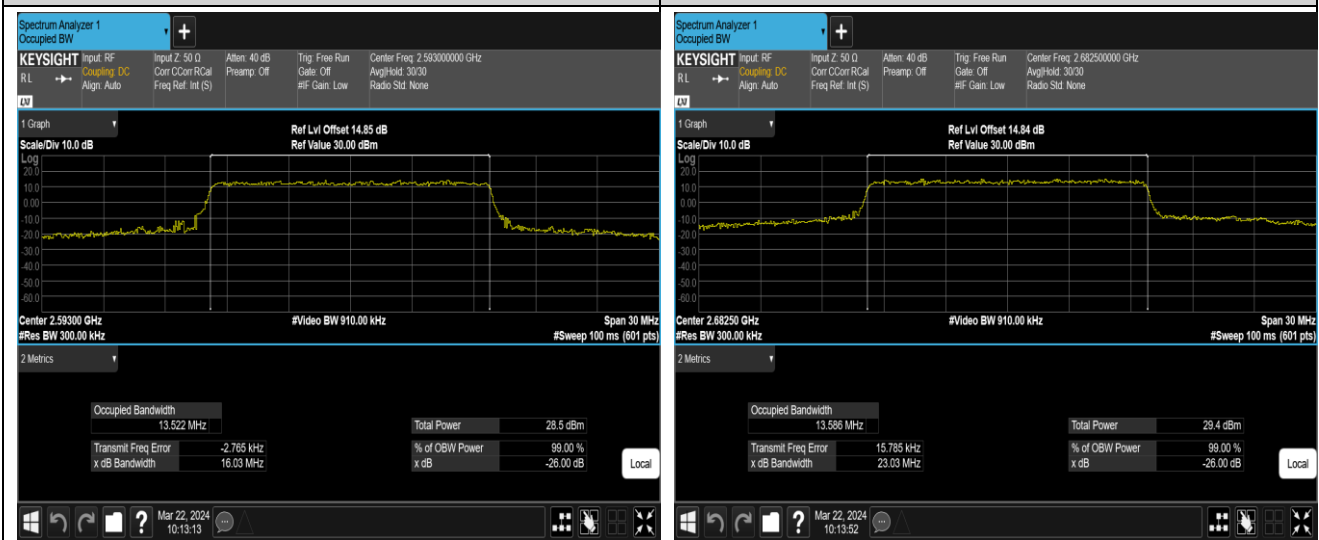 Spectrum Analyzer 1
Occupied BW
+
KEYSIGHT Input: RF Input Z: 50 Ω Atten: 40 dB Trig: Free Run Center Freq: 2.593000000 GHz
RL Coupling: DC Corr CCorr RCal Preamp: Off Gate: Off Avg|Hold: 30/30
Align: Auto Freq Ref: Int (S) #IF Gain: Low Radio Std: None
LXI
1 Graph
Ref Lvl Offset 14.85 dB
Scale/Div 10.0 dB Ref Value 30.00 dBm
Log
20.0
10.0
0.00
-10.0
-20.0
-30.0
-40.0
-50.0
-60.0
Center 2.59300 GHz #Video BW 910.00 kHz Span 30 MHz
#Res BW 300.00 kHz #Sweep 100 ms (601 pts)
2 Metrics
Occupied Bandwidth
13.522 MHz Total Power 28.5 dBm
Transmit Freq Error -2.765 kHz % of OBW Power 99.00 %
x dB Bandwidth 16.03 MHz x dB -26.00 dB
Local
? Mar 22, 2024
10:13:13
Spectrum Analyzer 1
Occupied BW
+
KEYSIGHT Input: RF Input Z: 50 Ω Atten: 40 dB Trig: Free Run Center Freq: 2.682500000 GHz
RL Coupling: DC Corr CCorr RCal Preamp: Off Gate: Off Avg|Hold: 30/30
Align: Auto Freq Ref: Int (S) #IF Gain: Low Radio Std: None
LXI
1 Graph
Ref Lvl Offset 14.84 dB
Scale/Div 10.0 dB Ref Value 30.00 dBm
Log
20.0
10.0
0.00
-10.0
-20.0
-30.0
-40.0
-50.0
-60.0
Center 2.68250 GHz #Video BW 910.00 kHz Span 30 MHz
#Res BW 300.00 kHz #Sweep 100 ms (601 pts)
2 Metrics
Occupied Bandwidth
13.586 MHz Total Power 29.4 dBm
Transmit Freq Error 15.785 kHz % of OBW Power 99.00 %
x dB Bandwidth 23.03 MHz x dB -26.00 dB
Local
? Mar 22, 2024
10:13:52